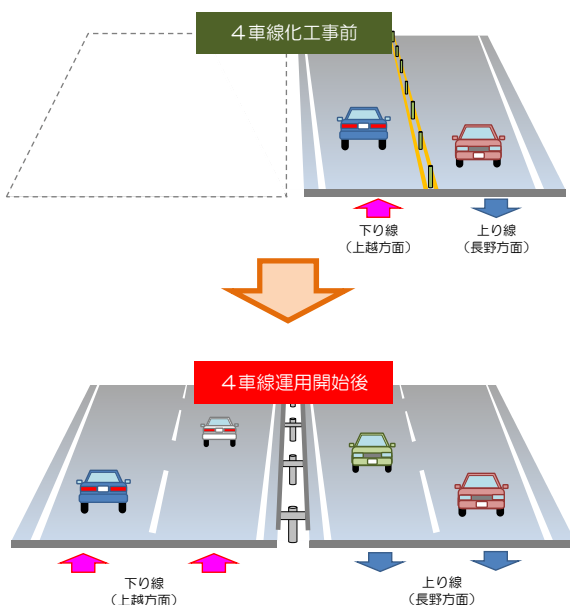 ４車線化工事前
下り線
（上越方面）
上り線
（長野方面）
４車線運用開始後
下り線
（上越方面）
上り線
（長野方面）